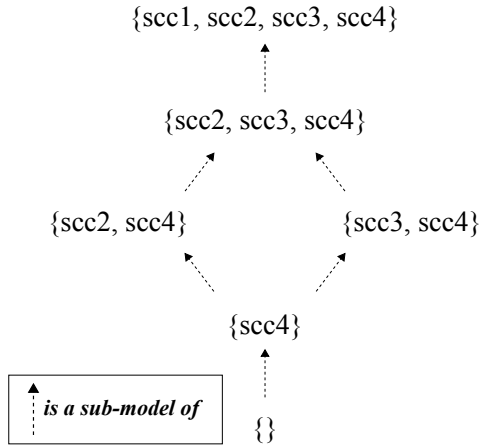 {scc1, scc2, scc3, scc4}
{scc2, scc3, scc4}
{scc2, scc4}
{scc3, scc4}
{scc4}
is a sub-model of
{}